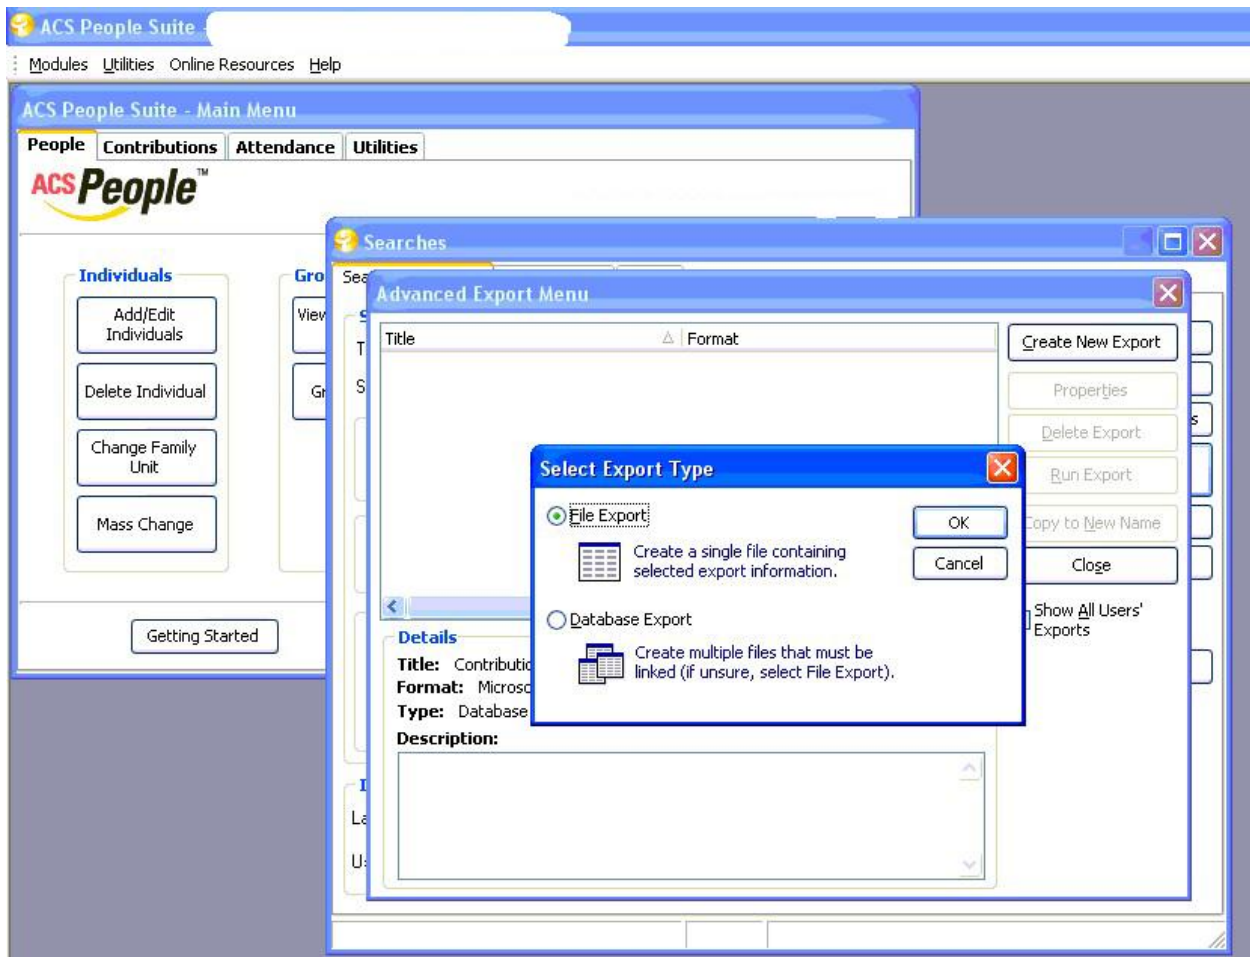 ACS People Suite -
Modules Utilities Online Resources Help
ACS People Suite - Main Menu
People Contributions Attendance Utilities
ACS People™
Individuals
Add/Edit
Individuals
Delete Individual
Change Family
Unit
Mass Change
Getting Started
Searches
Advanced Export Menu
Title Format
Create New Export
Properties
Delete Export
Run Export
Copy to New Name
Close
Show All Users'
Exports
Select Export Type
File Export
Create a single file containing
selected export information.
Database Export
Create multiple files that must be
linked (if unsure, select File Export).
OK
Cancel
Details
Title:
Format:
Type: Database
Description: